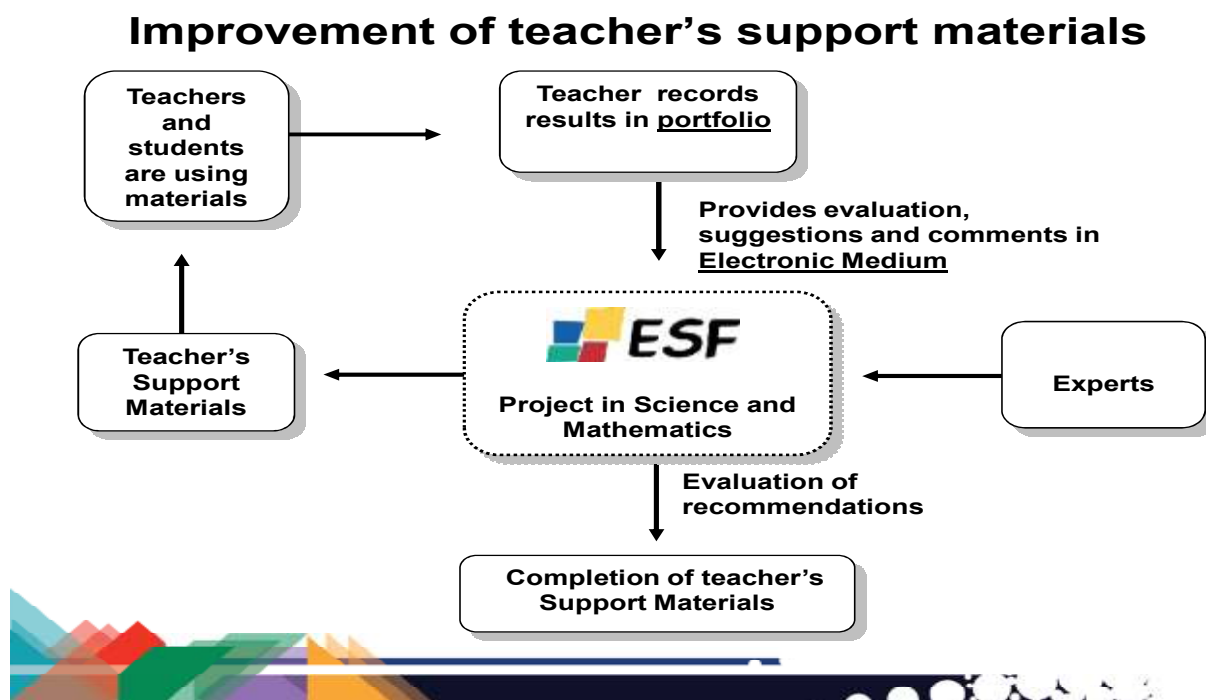 Improvement of teacher’s support materials
Teachers
and
students
are using
materials
Teacher  records
results in portfolio
Provides evaluation,
suggestions and comments in
Electronic Medium
ESF
Project in Science and
Mathematics
Experts
Teacher’s
Support
Materials
Evaluation of
recommendations
Completion of teacher’s
Support Materials